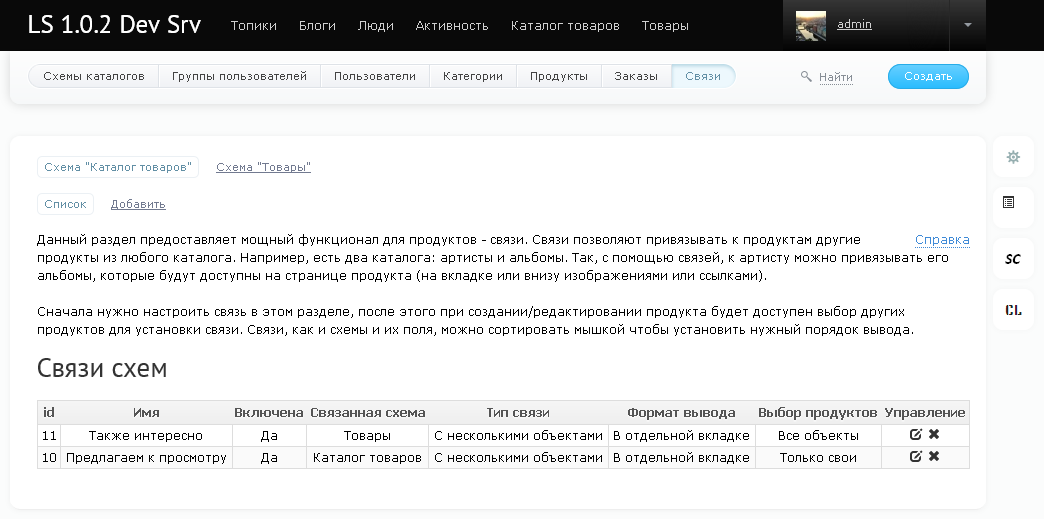 LS 1.0.2 Dev Srv Топики Блоги Люди Активность Каталог товаров Товары admin
Схемы каталогов Группы пользователей Пользователи Категории Продукты Заказы Связи Найти Создать
Схема "Каталог товаров" Схема "Товары"
Список Добавить
Данный раздел предоставляет мощный функционал для продуктов - связи. Связи позволяют привязывать к продуктам другие Справка
продукты из любого каталога. Например, есть два каталога: артисты и альбомы. Так, с помощью связей, к артисту можно привязывать его
альбомы, которые будут доступны на странице продукта (на вкладке или внизу изображениями или ссылками).
Сначала нужно настроить связь в этом разделе, после этого при создании/редактировании продукта будет доступен выбор других
продуктов для установки связи. Связи, как и схемы и их поля, можно сортировать мышкой чтобы установить нужный порядок вывода.
SC
CL
Связи схем
id Имя Включена Связанная схема Тип связи Формат вывода Выбор продуктов Управление
11 Также интересно Да Товары С несколькими объектами В отдельной вкладке Все объекты
10 Предлагаем к просмотру Да Каталог товаров С несколькими объектами В отдельной вкладке Только свои